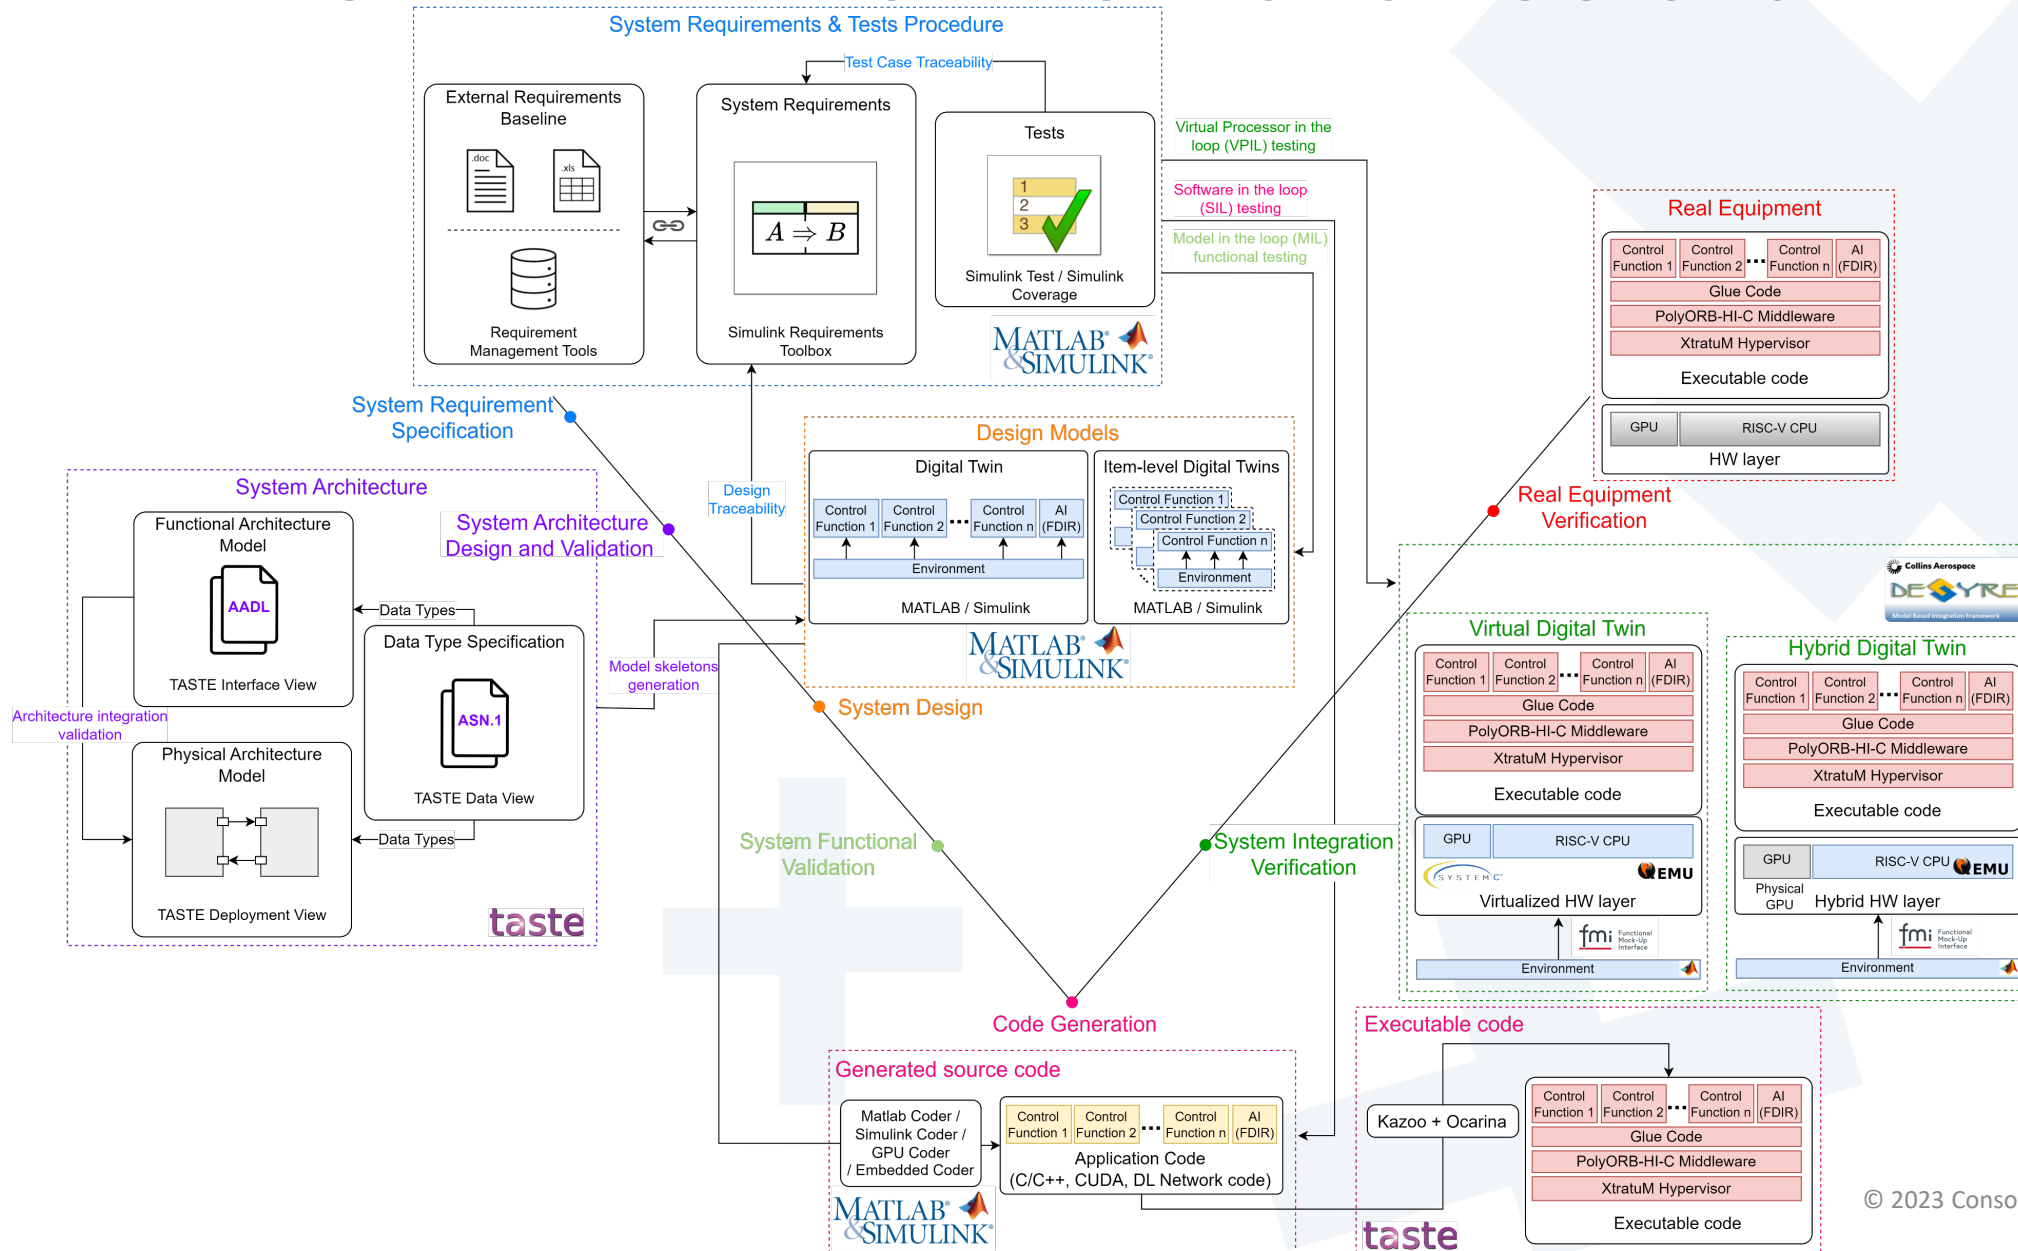 System Requirements & Tests Procedure
Test Case Traceability
External Requirements
Baseline
.doc
.xls
Requirement
Management Tools
System Requirements
A ⇒ B
Simulink Requirements
Toolbox
Tests
1
2
3
Simulink Test / Simulink
Coverage
MATLAB®
&SIMULINK®
Virtual Processor in the
loop (VPIL) testing
Software in the loop
(SIL) testing
Model in the loop (MIL)
functional testing
Real Equipment
Control
Function 1
Control
Function 2
...
Control
Function n
AI
(FDIR)
Glue Code
PolyORB-HI-C Middleware
XtratuM Hypervisor
Executable code
GPU
RISC-V CPU
HW layer
System Requirement
Specification
System Architecture
Design and Validation
System Design
System Functional
Validation
Code Generation
System Integration
Verification
Real Equipment
Verification
System Architecture
Functional Architecture
Model
AADL
TASTE Interface View
Data Types
Data Type Specification
ASN.1
TASTE Data View
Data Types
Architecture integration
validation
Physical Architecture
Model
TASTE Deployment View
taste
Design
Traceability
Model skeletons
generation
Design Models
Digital Twin
Control
Function 1
Control
Function 2
...
Control
Function n
AI
(FDIR)
Environment
MATLAB / Simulink
Item-level Digital Twins
Control Function 1
Control Function 2
Control Function n
Environment
MATLAB / Simulink
MATLAB®
&SIMULINK®
Collins Aerospace
DESYRE
Model Based Integration Framework
Virtual Digital Twin
Control
Function 1
Control
Function 2
...
Control
Function n
AI
(FDIR)
Glue Code
PolyORB-HI-C Middleware
XtratuM Hypervisor
Executable code
GPU
RISC-V CPU
SYSTEMC
QEMU
Virtualized HW layer
fmi Functional
Mock-Up
Interface
Environment
Hybrid Digital Twin
Control
Function 1
Control
Function 2
...
Control
Function n
AI
(FDIR)
Glue Code
PolyORB-HI-C Middleware
XtratuM Hypervisor
Executable code
GPU
Physical
GPU
RISC-V CPU
QEMU
Hybrid HW layer
fmi Functional
Mock-Up
Interface
Environment
Generated source code
Matlab Coder /
Simulink Coder /
GPU Coder
/ Embedded Coder
Control
Function 1
Control
Function 2
...
Control
Function n
AI
(FDIR)
Application Code
(C/C++, CUDA, DL Network code)
MATLAB®
&SIMULINK®
Executable code
Kazoo + Ocarina
Control
Function 1
Control
Function 2
...
Control
Function n
AI
(FDIR)
Glue Code
PolyORB-HI-C Middleware
XtratuM Hypervisor
Executable code
taste
© 2023 Conso